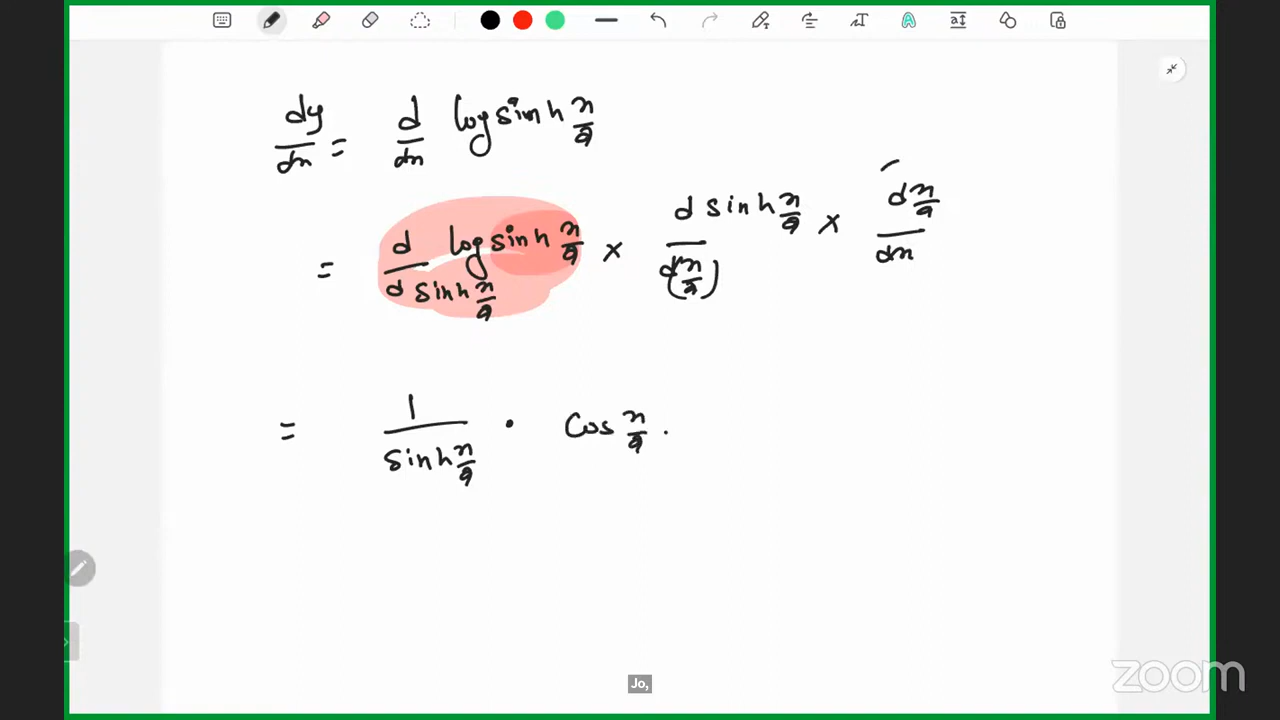 dy/dx = d/dx log sinh x/a
= d/d sinh x/a log sinh x/a × d sinh x/a / d(x/a) × d x/a / dx
= 1/sinh x/a · Cos x/a .
Jo,
zoom